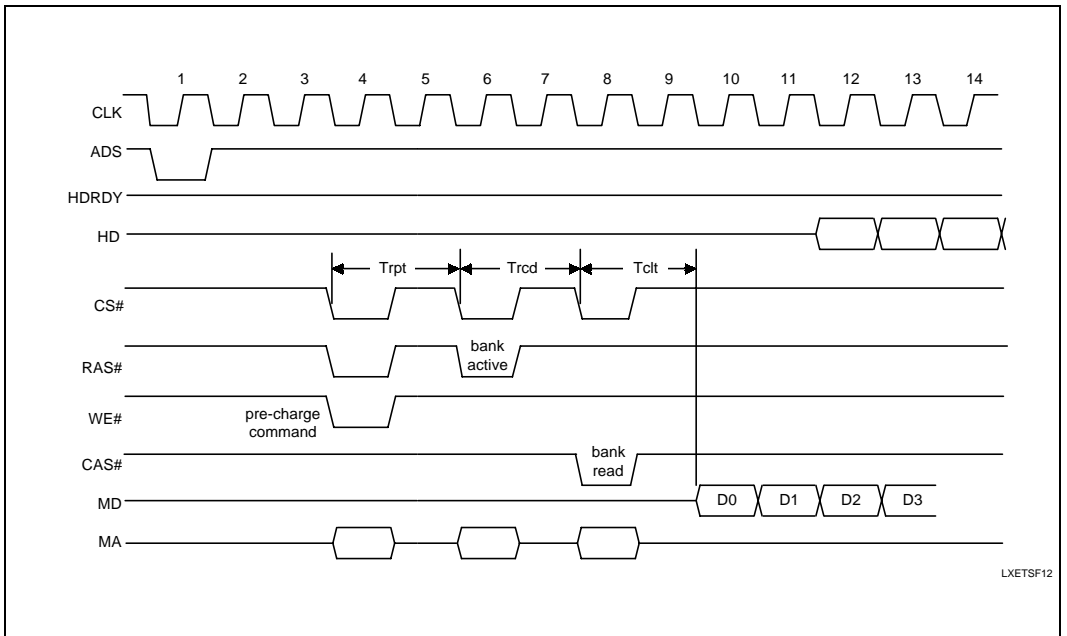 1 2 3 4 5 6 7 8 9 10 11 12 13 14
CLK
ADS
HDRDY
HD
Trpt Trcd Tclt
CS#
RAS#
bank
active
WE#
pre-charge
command
CAS#
bank
read
MD
D0 D1 D2 D3
MA
LXETSF12